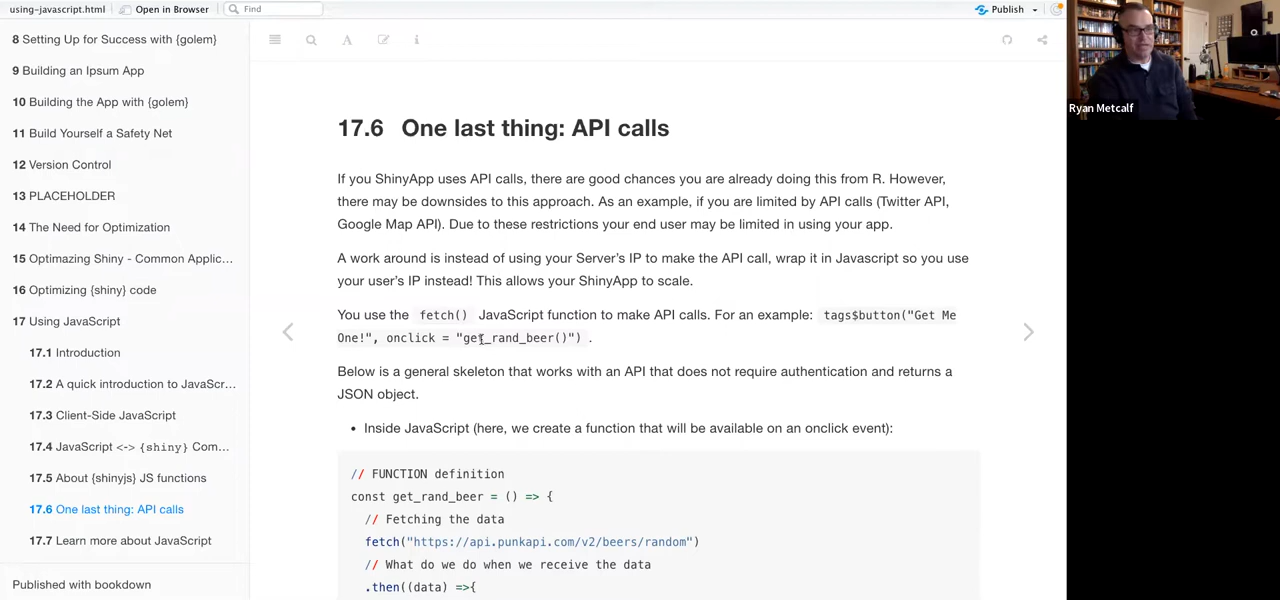 using-javascript.html
Open in Browser
Find
Publish
8 Setting Up for Success with {golem}
9 Building an Ipsum App
10 Building the App with {golem}
11 Build Yourself a Safety Net
12 Version Control
13 PLACEHOLDER
14 The Need for Optimization
15 Optimazing Shiny - Common Applic...
16 Optimizing {shiny} code
17 Using JavaScript
17.1 Introduction
17.2 A quick introduction to JavaScr...
17.3 Client-Side JavaScript
17.4 JavaScript <-> {shiny} Com...
17.5 About {shinyjs} JS functions
17.6 One last thing: API calls
17.7 Learn more about JavaScript
Published with bookdown
17.6 One last thing: API calls
If you ShinyApp uses API calls, there are good chances you are already doing this from R. However,
there may be downsides to this approach. As an example, if you are limited by API calls (Twitter API,
Google Map API). Due to these restrictions your end user may be limited in using your app.
A work around is instead of using your Server's IP to make the API call, wrap it in Javascript so you use
your user's IP instead! This allows your ShinyApp to scale.
You use the fetch() JavaScript function to make API calls. For an example: tags$button("Get Me
One!", onclick = "get_rand_beer()") .
Below is a general skeleton that works with an API that does not require authentication and returns a
JSON object.
• Inside JavaScript (here, we create a function that will be available on an onclick event):
// FUNCTION definition
const get_rand_beer = () => {
// Fetching the data
fetch("https://api.punkapi.com/v2/beers/random")
// What do we do when we receive the data
.then((data) =>{
Ryan Metcalf